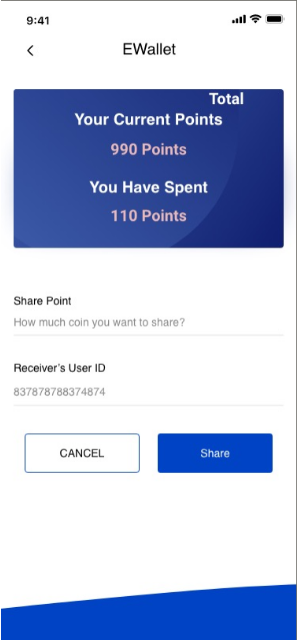 9:41
EWallet
Total
Your Current Points
990 Points
You Have Spent
110 Points
Share Point
How much coin you want to share?
Receiver's User ID
837878788374874
CANCEL
Share